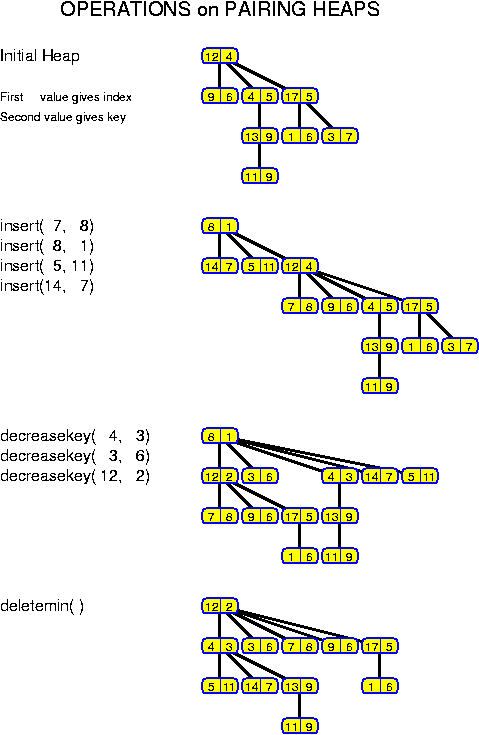 OPERATIONS on PAIRING HEAPS
Initial Heap
12 4
First value gives index
9 6 4 5 17 5
Second value gives key
13 9 1 6 3 7
11 9
insert( 7, 8)
8 1
insert( 8, 1)
insert( 5, 11)
14 7 5 11 12 4
insert(14, 7)
7 8 9 6 4 5 17 5
13 9 1 6 3 7
11 9
decreasekey( 4, 3)
8 1
decreasekey( 3, 6)
decreasekey( 12, 2)
12 2 3 6 4 3 14 7 5 11
7 8 9 6 17 5 13 9
1 6 11 9
deletemin( )
12 2
4 3 3 6 7 8 9 6 17 5
5 11 14 7 13 9 1 6
11 9